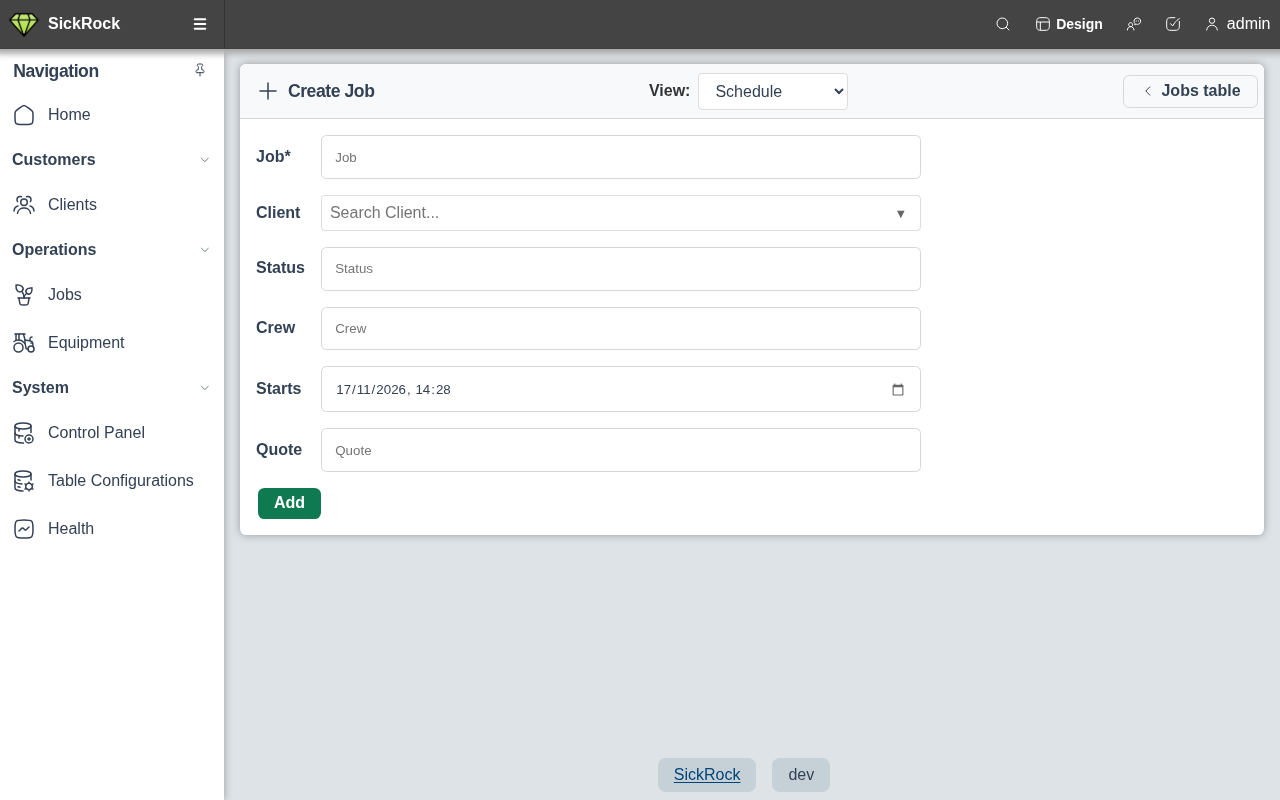 SickRock
Design
admin
Navigation
Home
Customers
Clients
Operations
Jobs
Equipment
System
Control Panel
Table Configurations
Health
Create Job
View:
Schedule
Jobs table
Job*
Job
Client
Search Client...
Status
Status
Crew
Crew
Starts
17/11/2026, 14:28
Quote
Quote
Add
SickRock
dev